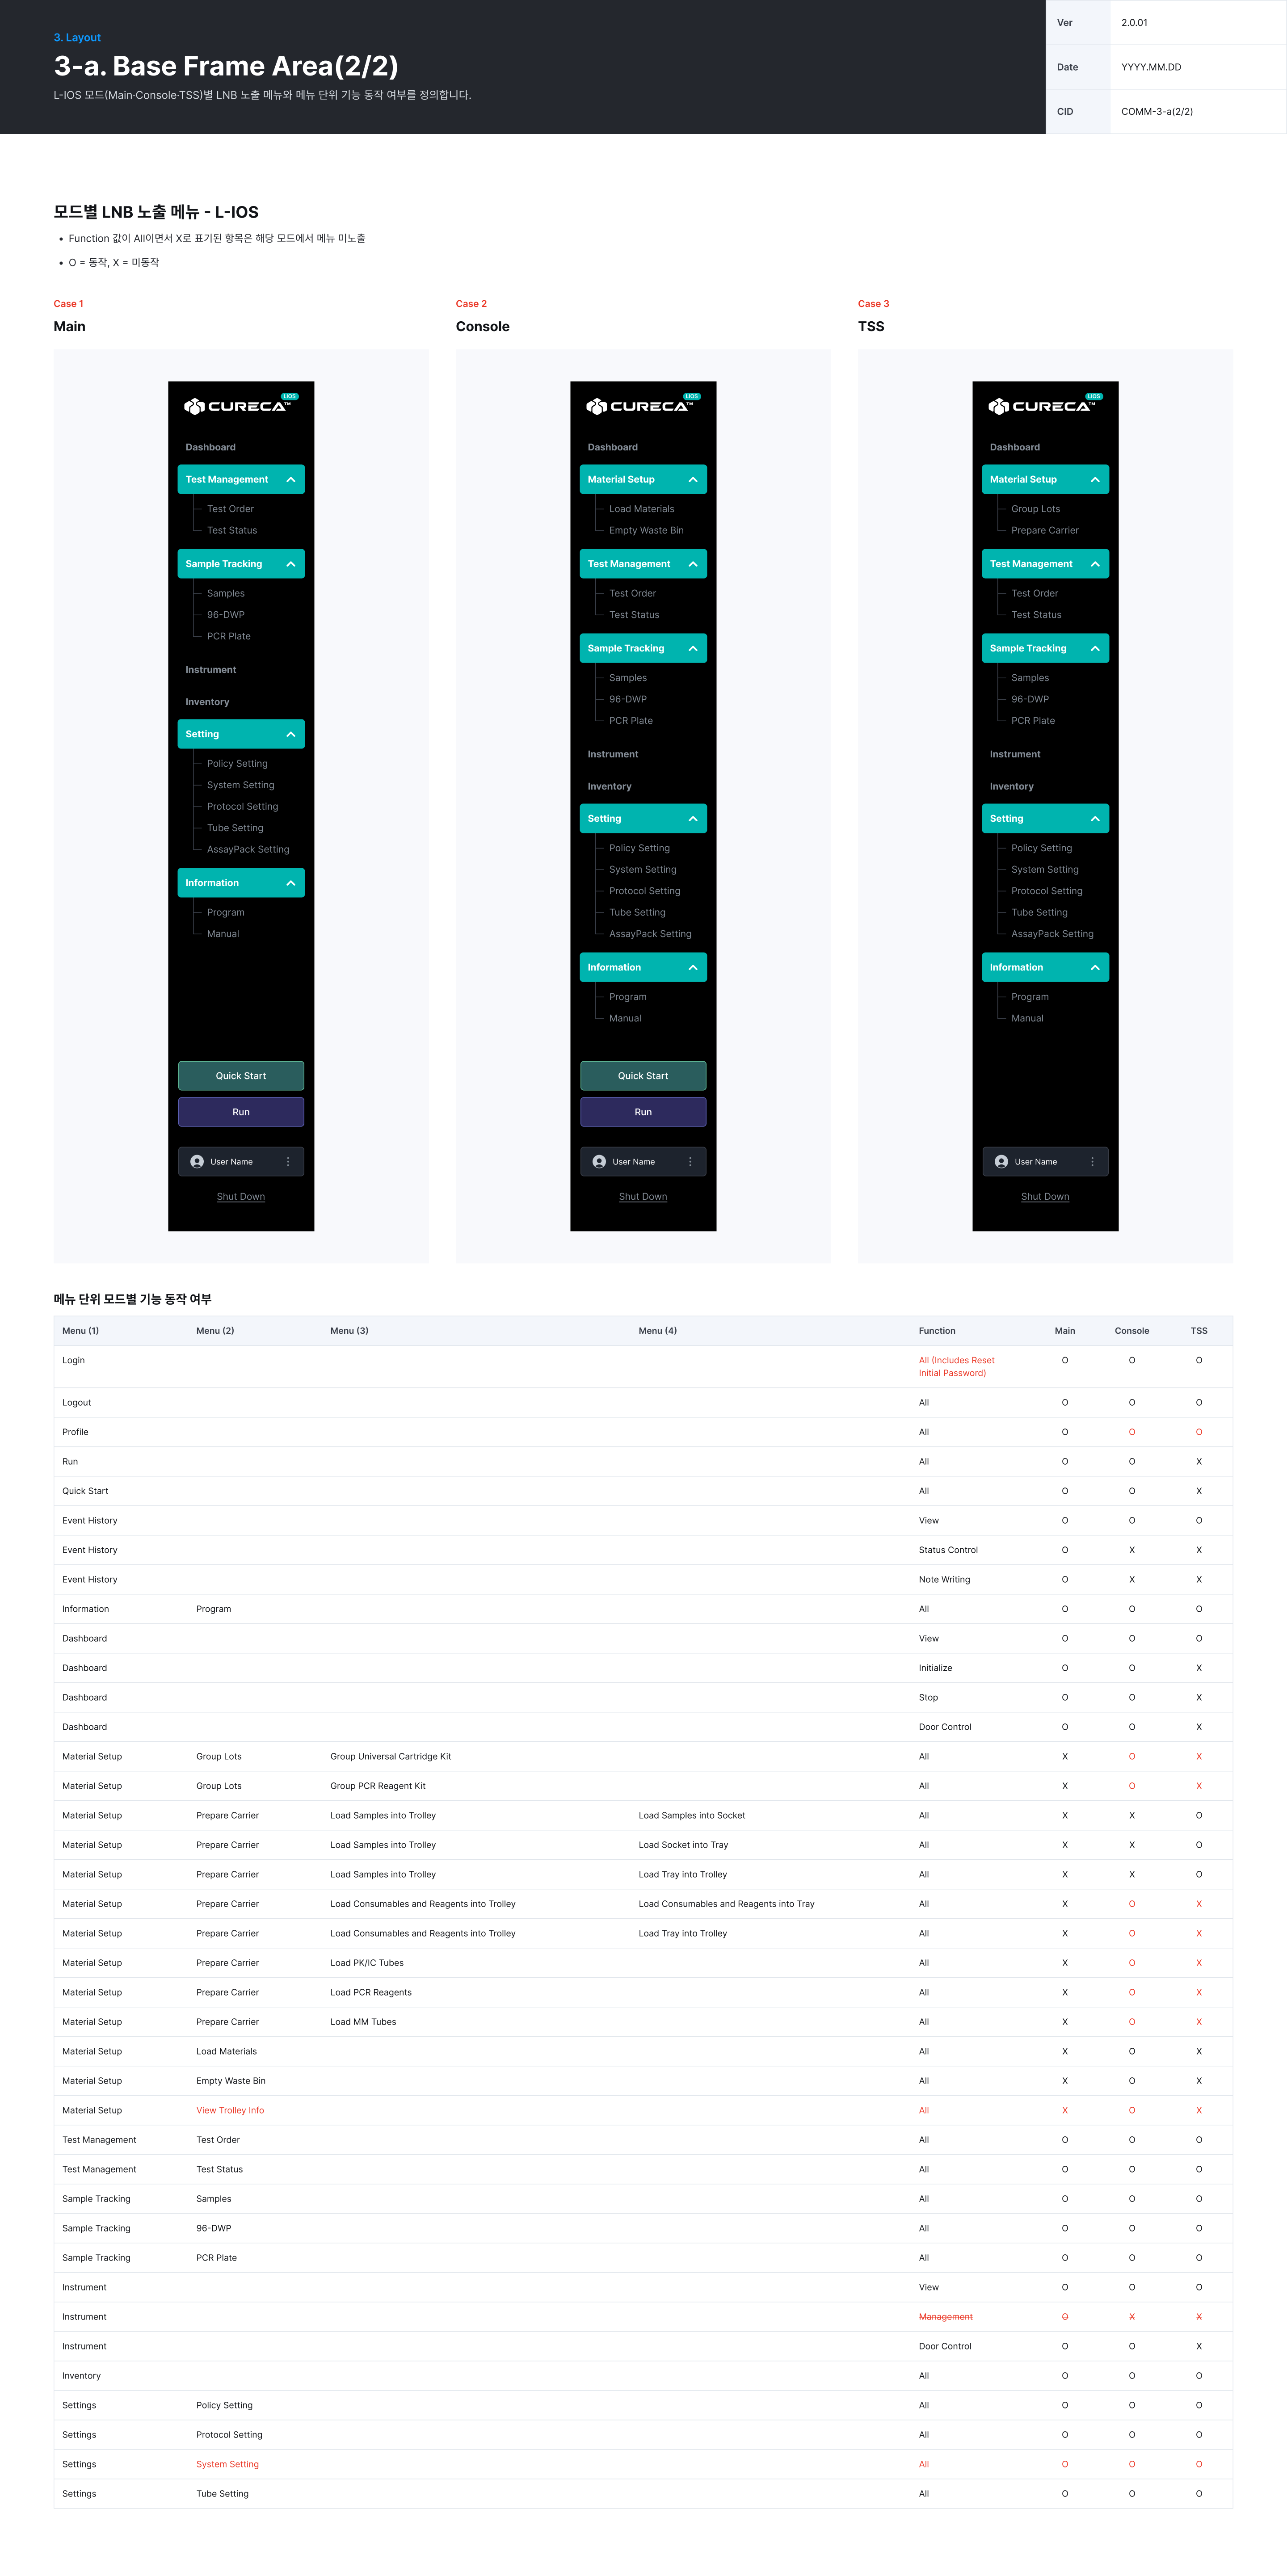 3. Layout
3-a. Base Frame Area(2/2)
L-IOS 모드(Main·Console·TSS)별 LNB 노출 메뉴와 메뉴 단위 기능 동작 여부를 정의합니다.
Ver 2.0.01
Date YYYY.MM.DD
CID COMM-3-a(2/2)
모드별 LNB 노출 메뉴 - L-IOS
• Function 값이 All이면서 X로 표기된 항목은 해당 모드에서 메뉴 미노출
• O = 동작, X = 미동작
Case 1
Main
CURECA™ LIOS
Dashboard
Test Management
Test Order
Test Status
Sample Tracking
Samples
96-DWP
PCR Plate
Instrument
Inventory
Setting
Policy Setting
System Setting
Protocol Setting
Tube Setting
AssayPack Setting
Information
Program
Manual
Quick Start
Run
User Name
Shut Down
Case 2
Console
CURECA™ LIOS
Dashboard
Material Setup
Load Materials
Empty Waste Bin
Test Management
Test Order
Test Status
Sample Tracking
Samples
96-DWP
PCR Plate
Instrument
Inventory
Setting
Policy Setting
System Setting
Protocol Setting
Tube Setting
AssayPack Setting
Information
Program
Manual
Quick Start
Run
User Name
Shut Down
Case 3
TSS
CURECA™ LIOS
Dashboard
Material Setup
Group Lots
Prepare Carrier
Test Management
Test Order
Test Status
Sample Tracking
Samples
96-DWP
PCR Plate
Instrument
Inventory
Setting
Policy Setting
System Setting
Protocol Setting
Tube Setting
AssayPack Setting
Information
Program
Manual
User Name
Shut Down
메뉴 단위 모드별 기능 동작 여부
Menu (1) Menu (2) Menu (3) Menu (4) Function Main Console TSS
Login All (Includes Reset Initial Password) O O O
Logout All O O O
Profile All O O O
Run All O O X
Quick Start All O O X
Event History View O O O
Event History Status Control O X X
Event History Note Writing O X X
Information Program All O O O
Dashboard View O O O
Dashboard Initialize O O X
Dashboard Stop O O X
Dashboard Door Control O O X
Material Setup Group Lots Group Universal Cartridge Kit All X O X
Material Setup Group Lots Group PCR Reagent Kit All X O X
Material Setup Prepare Carrier Load Samples into Trolley Load Samples into Socket All X X O
Material Setup Prepare Carrier Load Samples into Trolley Load Socket into Tray All X X O
Material Setup Prepare Carrier Load Samples into Trolley Load Tray into Trolley All X X O
Material Setup Prepare Carrier Load Consumables and Reagents into Trolley Load Consumables and Reagents into Tray All X O X
Material Setup Prepare Carrier Load Consumables and Reagents into Trolley Load Tray into Trolley All X O X
Material Setup Prepare Carrier Load PK/IC Tubes All X O X
Material Setup Prepare Carrier Load PCR Reagents All X O X
Material Setup Prepare Carrier Load MM Tubes All X O X
Material Setup Load Materials All X O X
Material Setup Empty Waste Bin All X O X
Material Setup View Trolley Info All X O X
Test Management Test Order All O O O
Test Management Test Status All O O O
Sample Tracking Samples All O O O
Sample Tracking 96-DWP All O O O
Sample Tracking PCR Plate All O O O
Instrument View O O O
Instrument Management O X X
Instrument Door Control O O X
Inventory All O O O
Settings Policy Setting All O O O
Settings Protocol Setting All O O O
Settings System Setting All O O O
Settings Tube Setting All O O O